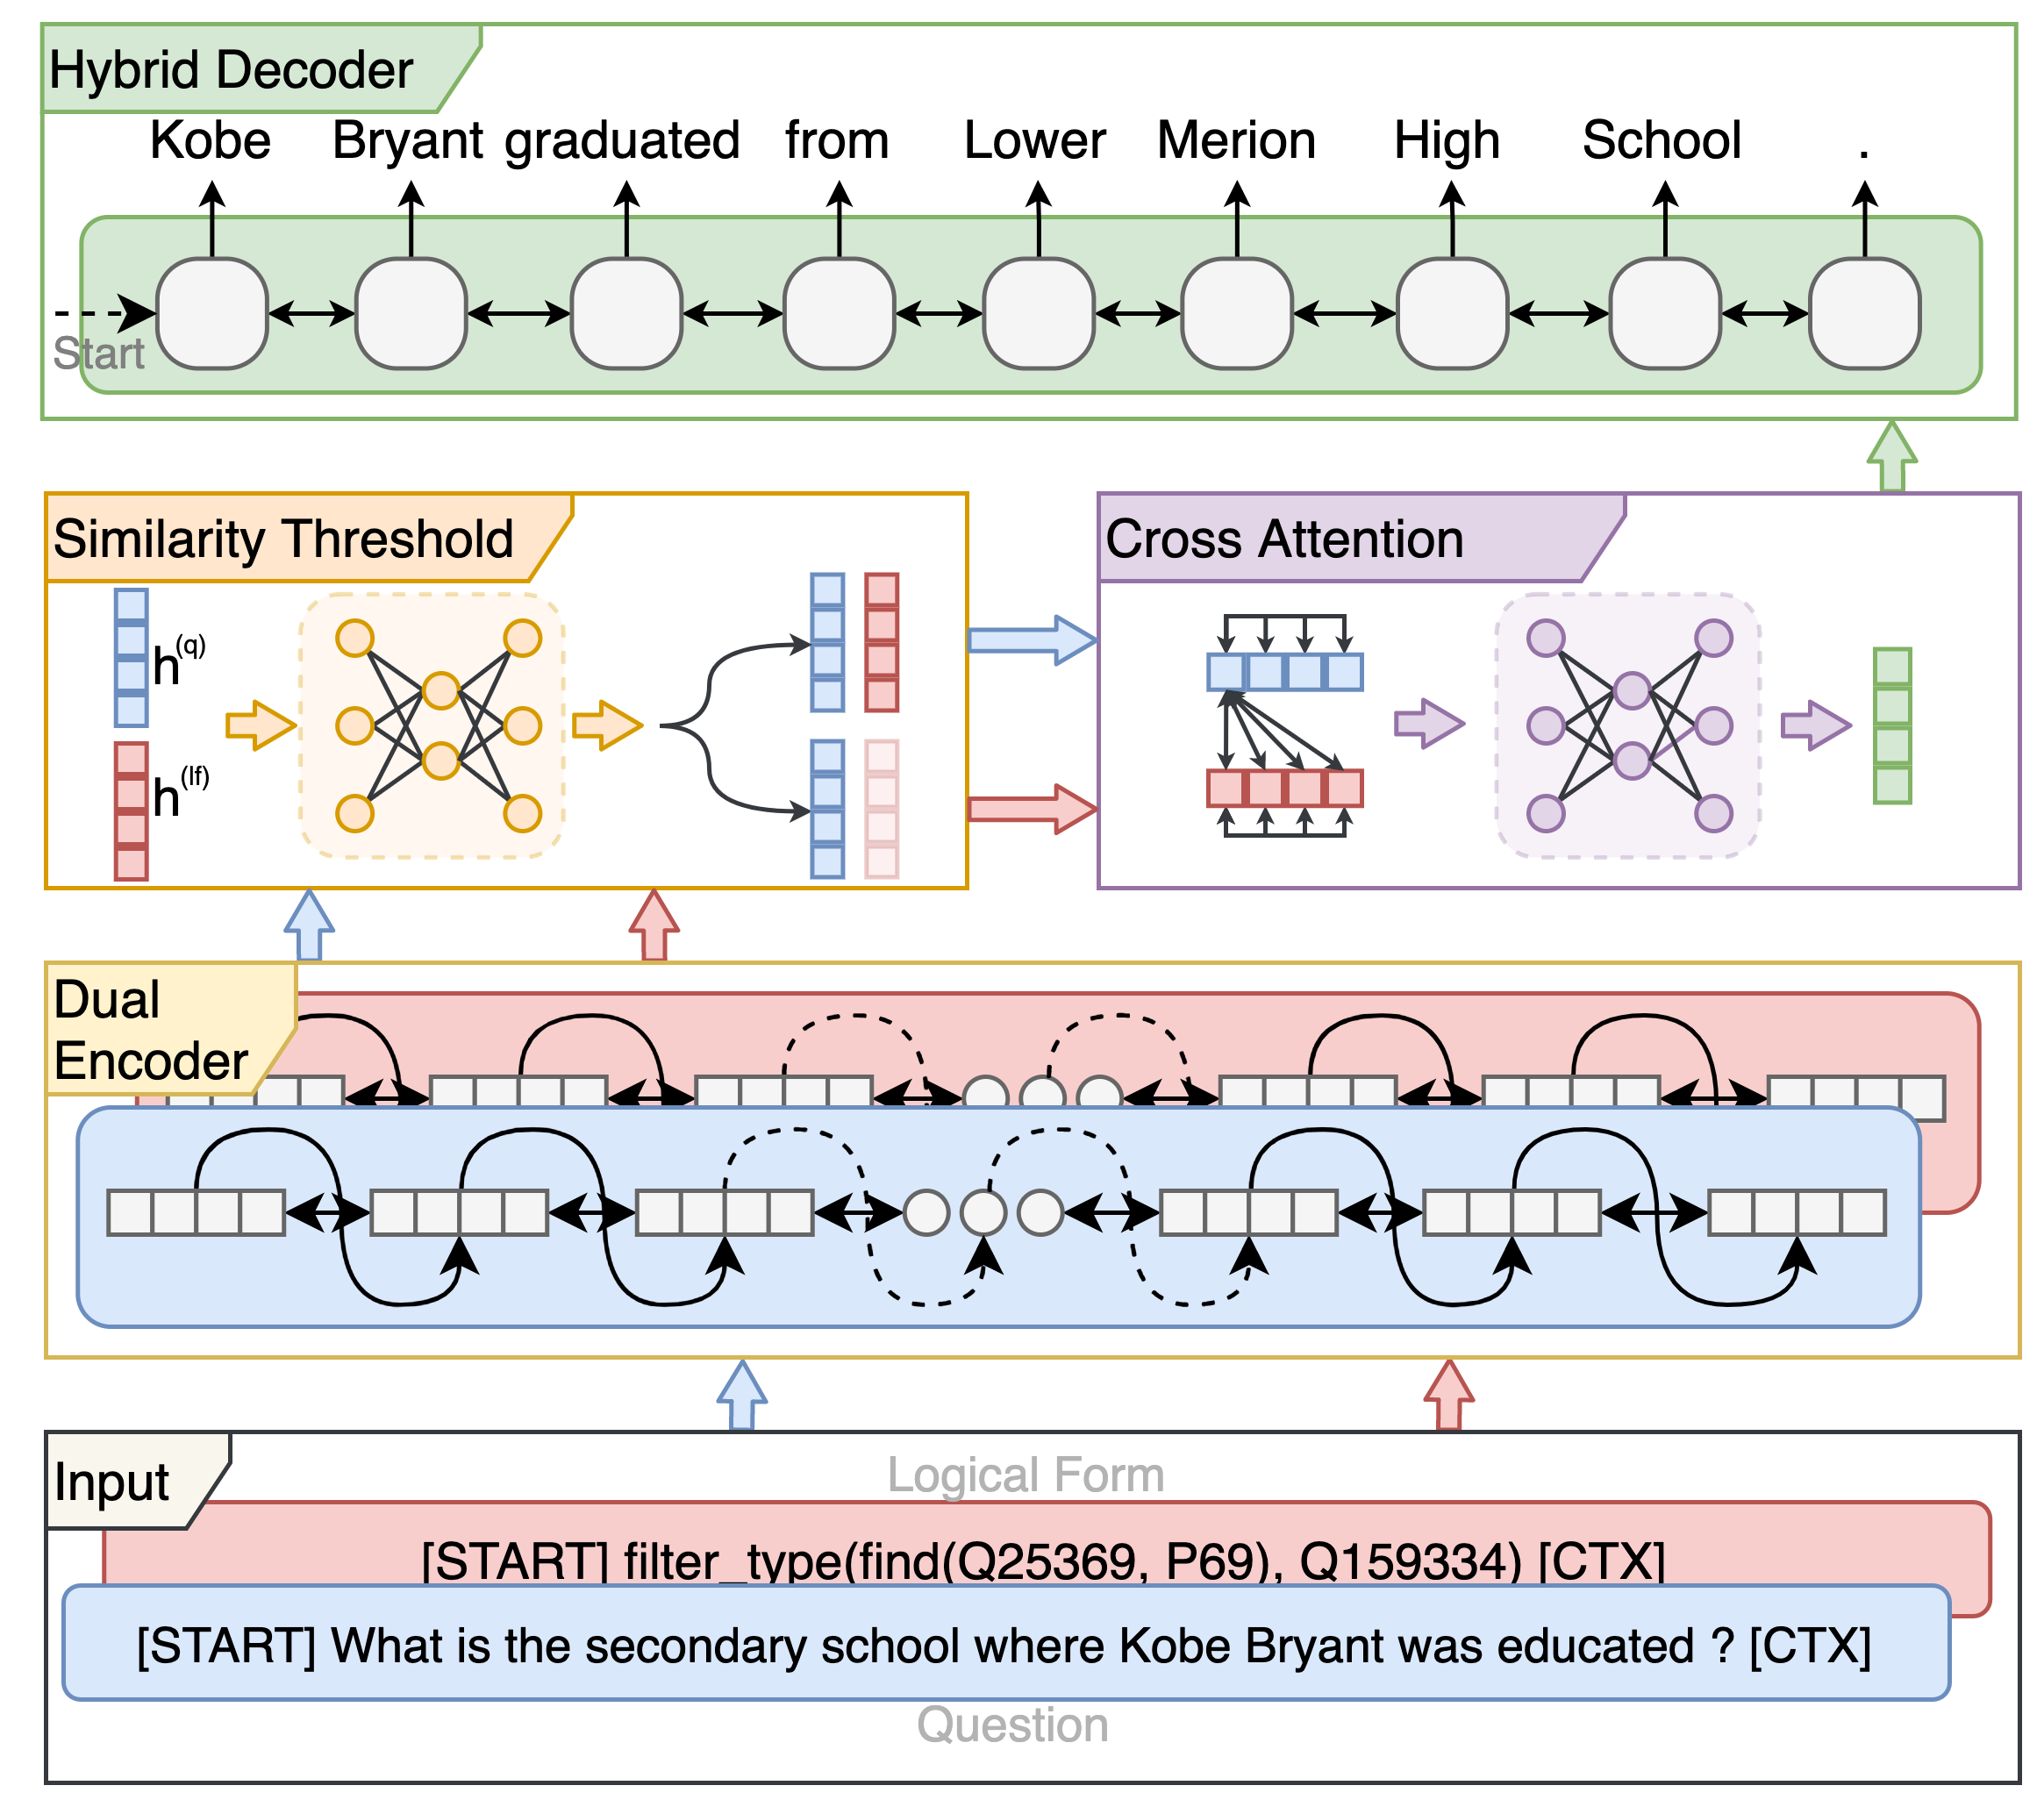 Hybrid Decoder
Kobe Bryant graduated from Lower Merion High School .
Start
Similarity Threshold
h(q)
h(lf)
Cross Attention
Dual
Encoder
Input
Logical Form
[START] filter_type(find(Q25369, P69), Q159334) [CTX]
[START] What is the secondary school where Kobe Bryant was educated ? [CTX]
Question